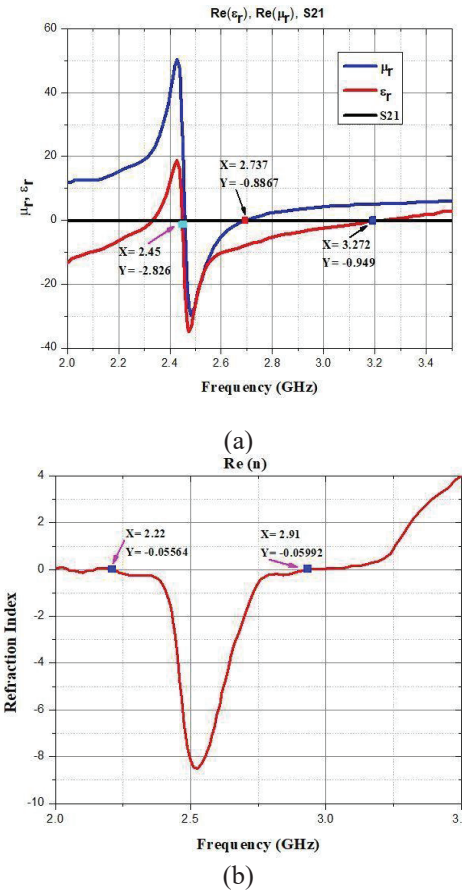 Re(εr), Re(μr), S21
60
40
20
0
-20
-40
μr, εr
μr
εr
S21
X= 2.737
Y= -0.8867
X= 2.45
Y= -2.826
X= 3.272
Y= -0.949
2.0 2.2 2.4 2.6 2.8 3.0 3.2 3.4
Frequency (GHz)
(a)
Re (n)
4
2
0
-2
-4
-6
-8
-10
Refraction Index
X= 2.22
Y= -0.05564
X= 2.91
Y= -0.05992
2.0 2.5 3.0
Frequency (GHz)
(b)